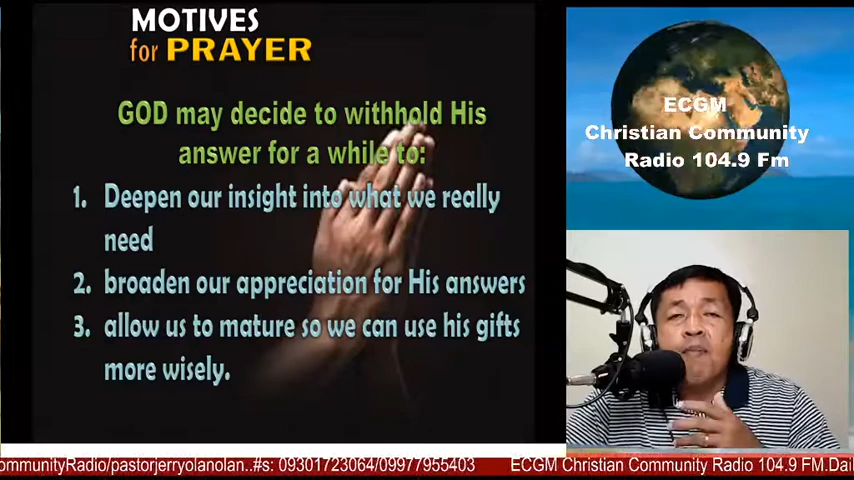 MOTIVES
for PRAYER
GOD may decide to withhold His
answer for a while to:
1. Deepen our insight into what we really
need
2. broaden our appreciation for His answers
3. allow us to mature so we can use his gifts
more wisely.
ECGM
Christian Community
Radio 104.9 Fm
ommunityRadio/pastorjerryolanolan..#s: 09301723064/09977955403 ECGM Christian Community Radio 104.9 FM.Dail